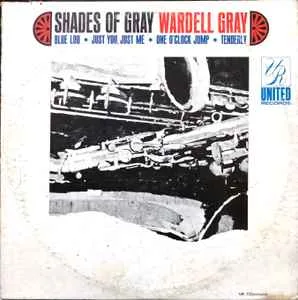 SHADES OF GRAY WARDELL GRAY
BLUE LOU • JUST YOU, JUST ME • ONE O'CLOCK JUMP • TENDERLY
UR
UNITED
RECORDS